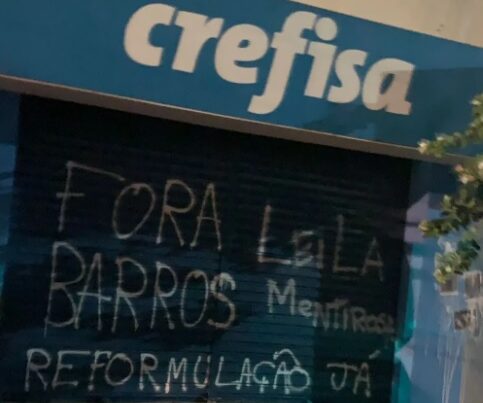 crefisa
FORA LEILA
BARROS MENTIROSA
REFORMULAÇÃO JÁ